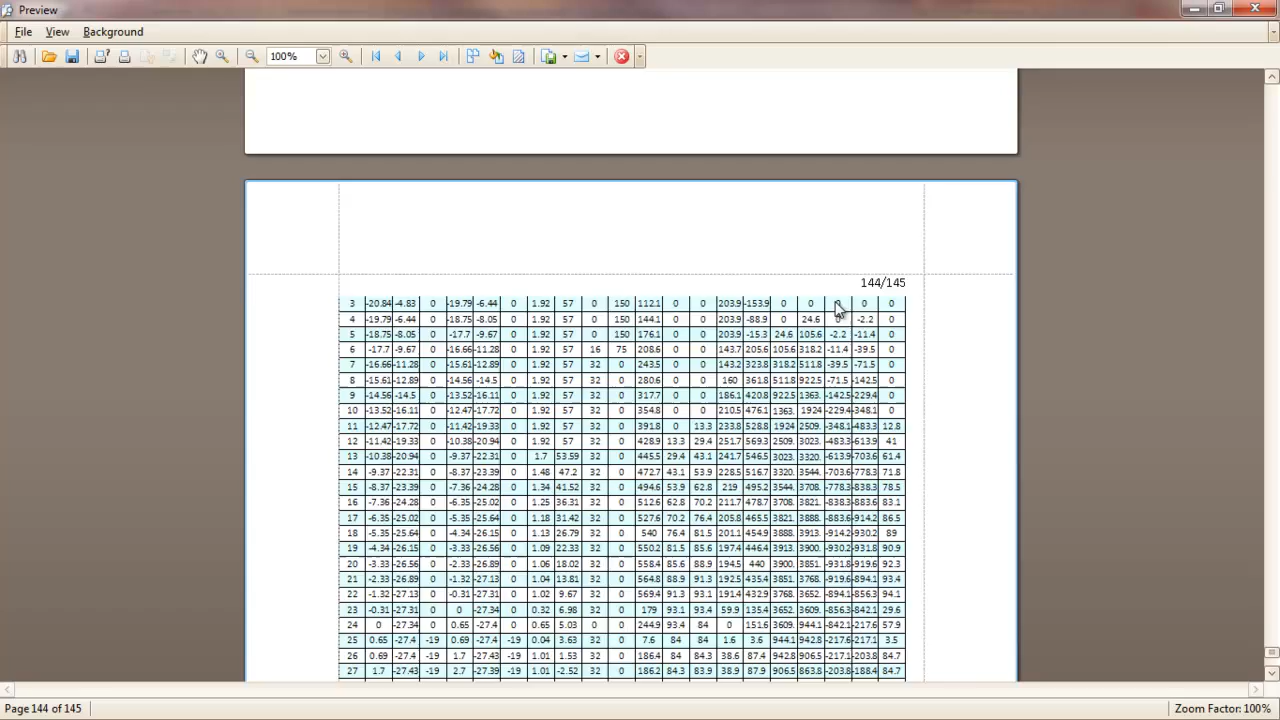 Preview
File View Background
100%
144/145
3 -20.84 -4.83 0 -19.79 -6.44 0 1.92 57 0 150 112.1 0 0 203.9 -153.9 0 0 0 0
4 -19.79 -6.44 0 -18.75 -8.05 0 1.92 57 0 150 144.1 0 0 203.9 -88.9 0 24.6 -2.2 0
5 -18.75 -8.05 0 -17.7 -9.67 0 1.92 57 0 150 176.1 0 0 203.9 -15.3 24.6 105.6 -2.2 -11.4 0
6 -17.7 -9.67 0 -16.66 -11.28 0 1.92 57 16 75 208.6 0 0 143.7 205.6 105.6 318.2 -11.4 -39.5 0
7 -16.66 -11.28 0 -15.61 -12.89 0 1.92 57 32 0 243.5 0 0 143.2 323.8 318.2 511.8 -39.5 -71.5 0
8 -15.61 -12.89 0 -14.56 -14.5 0 1.92 57 32 0 280.6 0 0 160 361.8 511.8 922.5 -71.5 -142.5 0
9 -14.56 -14.5 0 -13.52 -16.11 0 1.92 57 32 0 317.7 0 0 186.1 420.8 922.5 1363. -142.5 -229.4 0
10 -13.52 -16.11 0 -12.47 -17.72 0 1.92 57 32 0 354.8 0 0 210.5 476.1 1363. 1924 -229.4 -348.1 0
11 -12.47 -17.72 0 -11.42 -19.33 0 1.92 57 32 0 391.8 0 13.3 233.8 528.8 1924 2509. -348.1 -483.3 12.8
12 -11.42 -19.33 0 -10.38 -20.94 0 1.92 57 32 0 428.9 13.3 29.4 251.7 569.3 2509. 3023. -483.3 -613.9 41
13 -10.38 -20.94 0 -9.37 -22.31 0 1.7 53.59 32 0 445.5 29.4 43.1 241.7 546.5 3023. 3320. -613.9 -703.6 61.4
14 -9.37 -22.31 0 -8.37 -23.39 0 1.48 47.2 32 0 472.7 43.1 53.9 228.5 516.7 3320. 3544. -703.6 -778.3 71.8
15 -8.37 -23.39 0 -7.36 -24.28 0 1.34 41.52 32 0 494.6 53.9 62.8 219 495.2 3544. 3708. -778.3 -838.3 78.5
16 -7.36 -24.28 0 -6.35 -25.02 0 1.25 36.31 32 0 512.6 62.8 70.2 211.7 478.7 3708. 3821. -838.3 -883.6 83.1
17 -6.35 -25.02 0 -5.35 -25.64 0 1.18 31.42 32 0 527.6 70.2 76.4 205.8 465.5 3821. 3888. -883.6 -914.2 86.5
18 -5.35 -25.64 0 -4.34 -26.15 0 1.13 26.79 32 0 540 76.4 81.5 201.1 454.9 3888. 3913. -914.2 -930.2 89
19 -4.34 -26.15 0 -3.33 -26.56 0 1.09 22.33 32 0 550.2 81.5 85.6 197.4 446.4 3913. 3900. -930.2 -931.8 90.9
20 -3.33 -26.56 0 -2.33 -26.89 0 1.06 18.02 32 0 558.4 85.6 88.9 194.5 440 3900. 3851. -931.8 -919.6 92.3
21 -2.33 -26.89 0 -1.32 -27.13 0 1.04 13.81 32 0 564.8 88.9 91.3 192.5 435.4 3851. 3768. -919.6 -894.1 93.4
22 -1.32 -27.13 0 -0.31 -27.31 0 1.02 9.67 32 0 569.4 91.3 93.1 191.4 432.9 3768. 3652. -894.1 -856.3 94.1
23 -0.31 -27.31 0 0 -27.34 0 0.32 6.98 32 0 179 93.1 93.4 59.9 135.4 3652. 3609. -856.3 -842.1 29.6
24 0 -27.34 0 0.65 -27.4 0 0.65 5.03 32 0 244.9 93.4 84 0 151.6 3609. 944.1 -842.1 -217.6 57.9
25 0.65 -27.4 -19 0.69 -27.4 -19 0.04 3.63 32 0 7.6 84 84 1.6 3.6 944.1 942.8 -217.6 -217.1 3.5
26 0.69 -27.4 -19 1.7 -27.43 -19 1.01 1.53 32 0 186.4 84 84.3 38.6 87.4 942.8 906.5 -217.1 -203.8 84.7
27 1.7 -27.43 -19 2.7 -27.39 -19 1.01 -2.52 32 0 186.2 84.3 83.9 38.9 87.9 906.5 863.8 -203.8 -188.4 84.7
Page 144 of 145
Zoom Factor: 100%